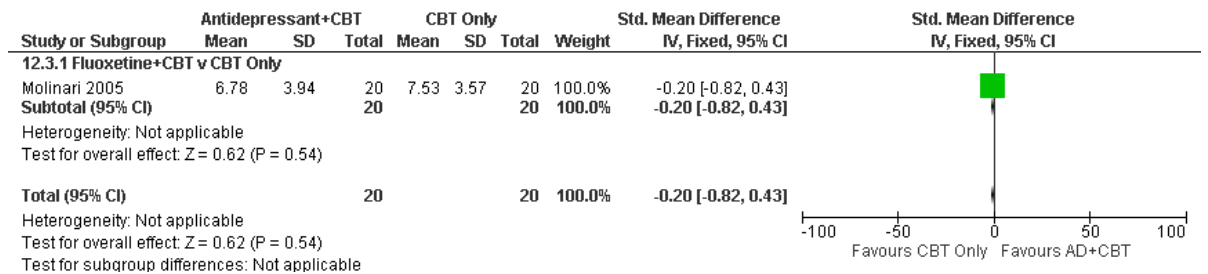 Antidepressant+CBT CBT Only Std. Mean Difference Std. Mean Difference
Study or Subgroup Mean SD Total Mean SD Total Weight IV, Fixed, 95% CI IV, Fixed, 95% CI
12.3.1 Fluoxetine+CBT v CBT Only
Molinari 2005 6.78 3.94 20 7.53 3.57 20 100.0% -0.20 [-0.82, 0.43]
Subtotal (95% CI) 20 20 100.0% -0.20 [-0.82, 0.43]
Heterogeneity: Not applicable
Test for overall effect: Z = 0.62 (P = 0.54)
Total (95% CI) 20 20 100.0% -0.20 [-0.82, 0.43]
Heterogeneity: Not applicable
Test for overall effect: Z = 0.62 (P = 0.54)
Test for subgroup differences: Not applicable
-100 -50 0 50 100
Favours CBT Only Favours AD+CBT